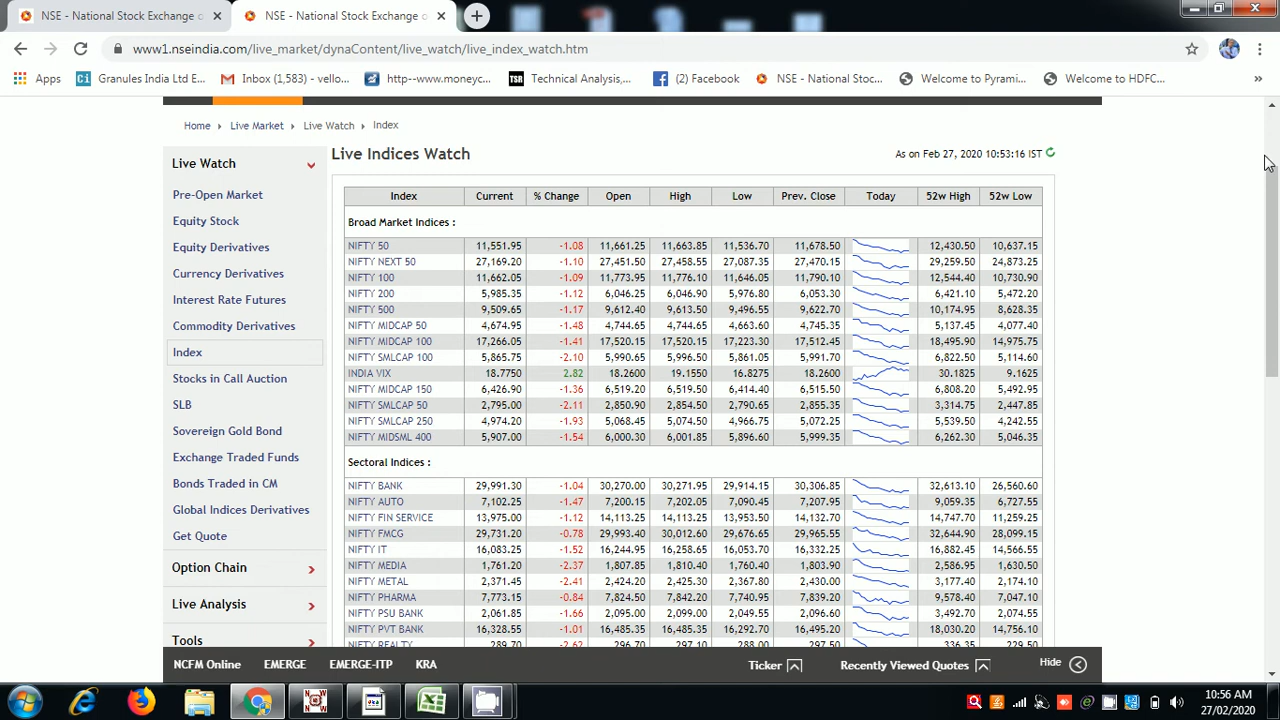 NSE - National Stock Exchange o
NSE - National Stock Exchange of
www1.nseindia.com/live_market/dynaContent/live_watch/live_index_watch.htm
Apps Granules India Ltd E... Inbox (1,583) - vello... http--www.moneyc... Technical Analysis,... (2) Facebook NSE - National Stoc... Welcome to Pyrami... Welcome to HDFC...
Home Live Market Live Watch Index
Live Watch
Pre-Open Market
Equity Stock
Equity Derivatives
Currency Derivatives
Interest Rate Futures
Commodity Derivatives
Index
Stocks in Call Auction
SLB
Sovereign Gold Bond
Exchange Traded Funds
Bonds Traded in CM
Global Indices Derivatives
Get Quote
Option Chain
Live Analysis
Tools
Live Indices Watch As on Feb 27, 2020 10:53:16 IST
Index Current % Change Open High Low Prev. Close Today 52w High 52w Low
Broad Market Indices :
NIFTY 50 11,551.95 -1.08 11,661.25 11,663.85 11,536.70 11,678.50 12,430.50 10,637.15
NIFTY NEXT 50 27,169.20 -1.10 27,451.50 27,458.55 27,087.35 27,470.15 29,259.50 24,873.25
NIFTY 100 11,662.05 -1.09 11,773.95 11,776.10 11,646.05 11,790.10 12,544.40 10,730.90
NIFTY 200 5,985.35 -1.12 6,046.25 6,046.90 5,976.80 6,053.30 6,421.10 5,472.20
NIFTY 500 9,509.65 -1.17 9,612.40 9,613.50 9,496.55 9,622.70 10,174.95 8,628.35
NIFTY MIDCAP 50 4,674.95 -1.48 4,744.65 4,744.65 4,663.60 4,745.35 5,137.45 4,077.40
NIFTY MIDCAP 100 17,266.05 -1.41 17,520.15 17,520.15 17,223.30 17,512.45 18,495.90 14,975.75
NIFTY SMLCAP 100 5,865.75 -2.10 5,990.65 5,996.50 5,861.05 5,991.70 6,822.50 5,114.60
INDIA VIX 18.7750 2.82 18.2600 19.1550 16.8275 18.2600 30.1825 9.1625
NIFTY MIDCAP 150 6,426.90 -1.36 6,519.20 6,519.50 6,414.40 6,515.50 6,808.20 5,492.95
NIFTY SMLCAP 50 2,795.00 -2.11 2,850.90 2,854.50 2,790.65 2,855.35 3,314.75 2,447.85
NIFTY SMLCAP 250 4,974.20 -1.93 5,068.45 5,074.50 4,966.75 5,072.25 5,539.50 4,242.55
NIFTY MIDSML 400 5,907.00 -1.54 6,000.30 6,001.85 5,896.60 5,999.35 6,262.30 5,046.35
Sectoral Indices :
NIFTY BANK 29,991.30 -1.04 30,270.00 30,271.95 29,914.15 30,306.85 32,613.10 26,560.60
NIFTY AUTO 7,102.25 -1.47 7,200.15 7,202.05 7,090.45 7,207.95 9,059.35 6,727.55
NIFTY FIN SERVICE 13,975.00 -1.12 14,113.25 14,113.25 13,953.50 14,132.70 14,747.70 11,259.25
NIFTY FMCG 29,731.20 -0.78 29,993.40 30,012.60 29,676.65 29,965.55 32,644.90 28,099.15
NIFTY IT 16,083.25 -1.52 16,244.95 16,258.65 16,053.70 16,332.25 16,882.45 14,566.55
NIFTY MEDIA 1,761.20 -2.37 1,807.85 1,810.40 1,760.40 1,803.90 2,586.95 1,630.50
NIFTY METAL 2,371.45 -2.41 2,424.20 2,425.30 2,367.80 2,430.00 3,177.40 2,174.10
NIFTY PHARMA 7,773.15 -0.84 7,824.50 7,842.20 7,740.95 7,839.20 9,578.40 7,047.10
NIFTY PSU BANK 2,061.85 -1.66 2,095.00 2,099.00 2,049.55 2,096.60 3,492.70 2,074.55
NIFTY PVT BANK 16,328.55 -1.01 16,485.35 16,485.35 16,292.70 16,495.20 18,030.20 14,756.10
NIFTY REALTY 289.70 -2.62 296.70 297.10 288.00 297.50 336.35 229.50
NCFM Online EMERGE EMERGE-ITP KRA Ticker Recently Viewed Quotes Hide
10:56 AM
27/02/2020